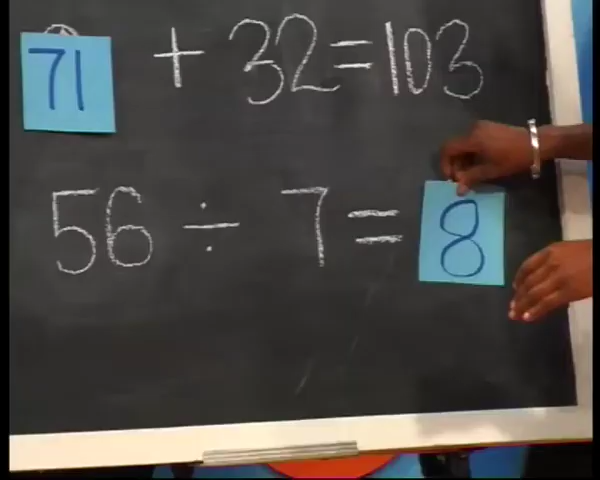 71 + 32 = 103
56 ÷ 7 = 8